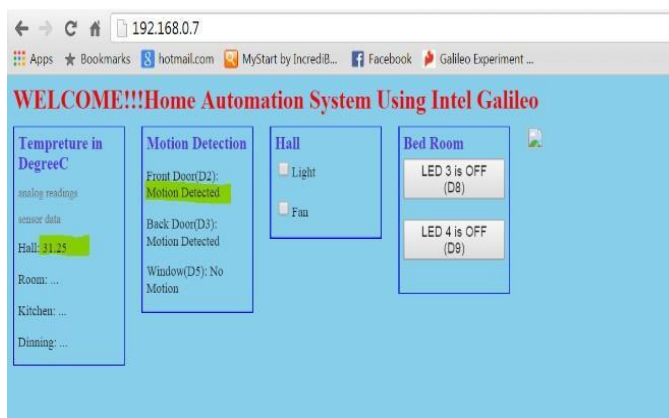 192.168.0.7
Apps Bookmarks hotmail.com MyStart by IncrediB... Facebook Galileo Experiment ...
WELCOME!!!Home Automation System Using Intel Galileo
Tempreture in
DegreeC
analog readings
sensor data
Hall: 31.25
Room: ...
Kitchen: ...
Dinning: ...
Motion Detection
Front Door(D2):
Motion Detected
Back Door(D3):
Motion Detected
Window(D5): No
Motion
Hall
Light
Fan
Bed Room
LED 3 is OFF
(D8)
LED 4 is OFF
(D9)